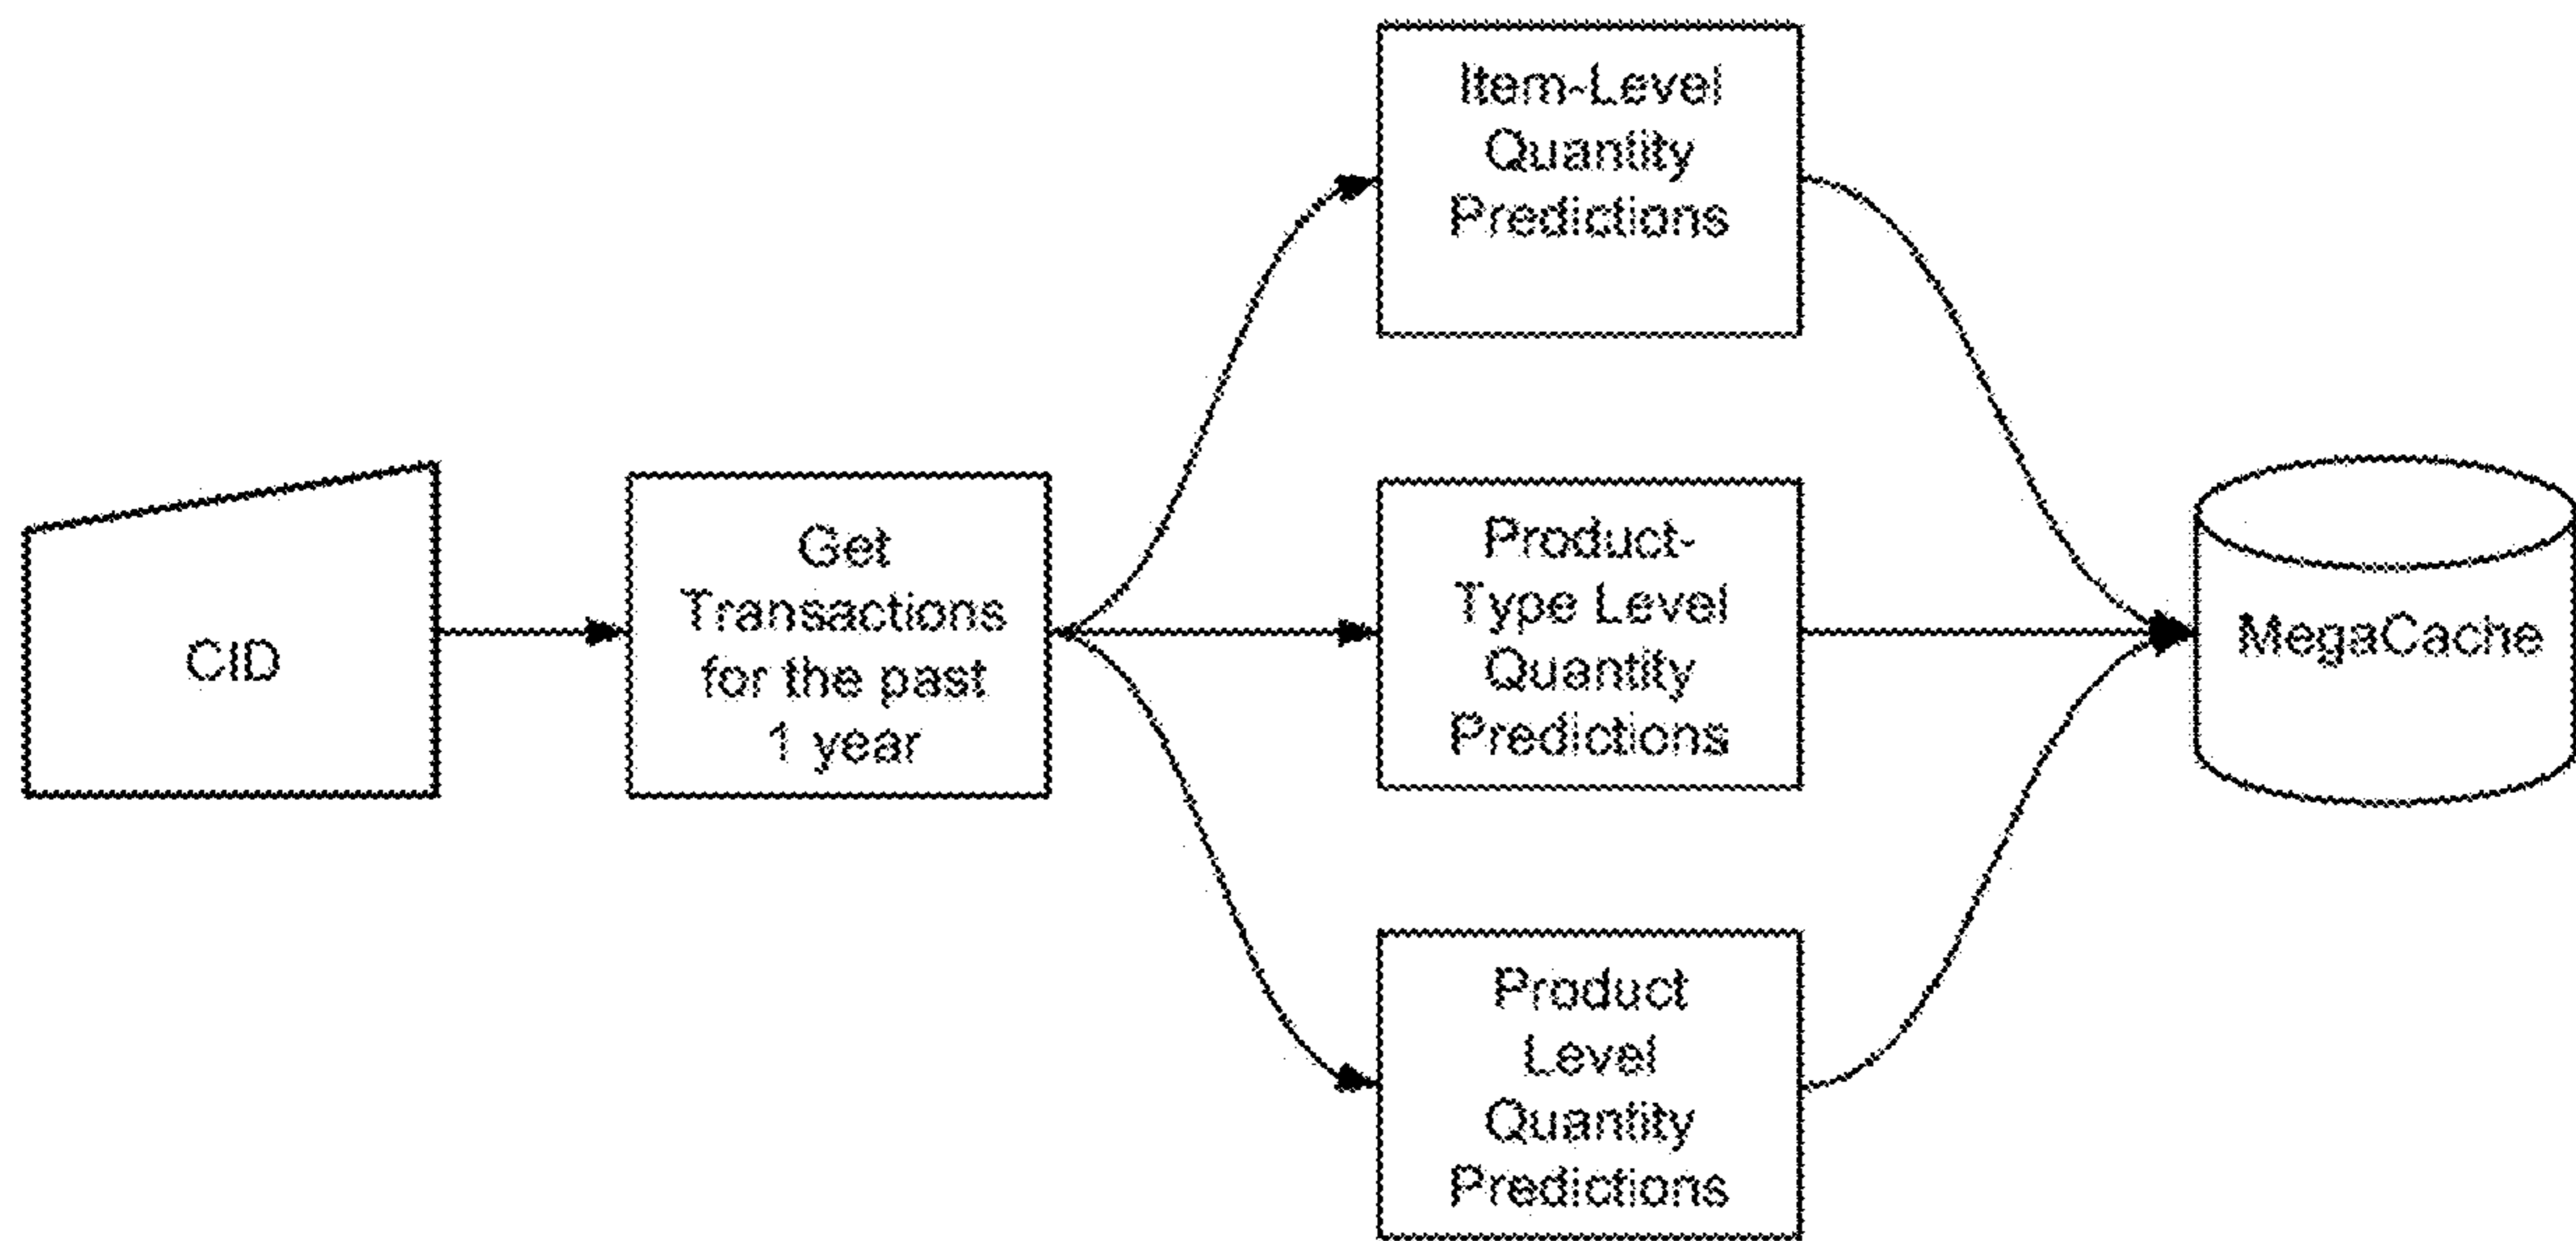 CID
Get
Transactions
for the past
1 year
Item-Level
Quantity
Predictions
Product-
Type Level
Quantity
Predictions
Product
Level
Quantity
Predictions
MegaCache